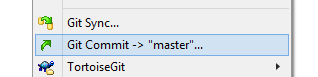 Git Sync...
Git Commit -> "master"...
TortoiseGit